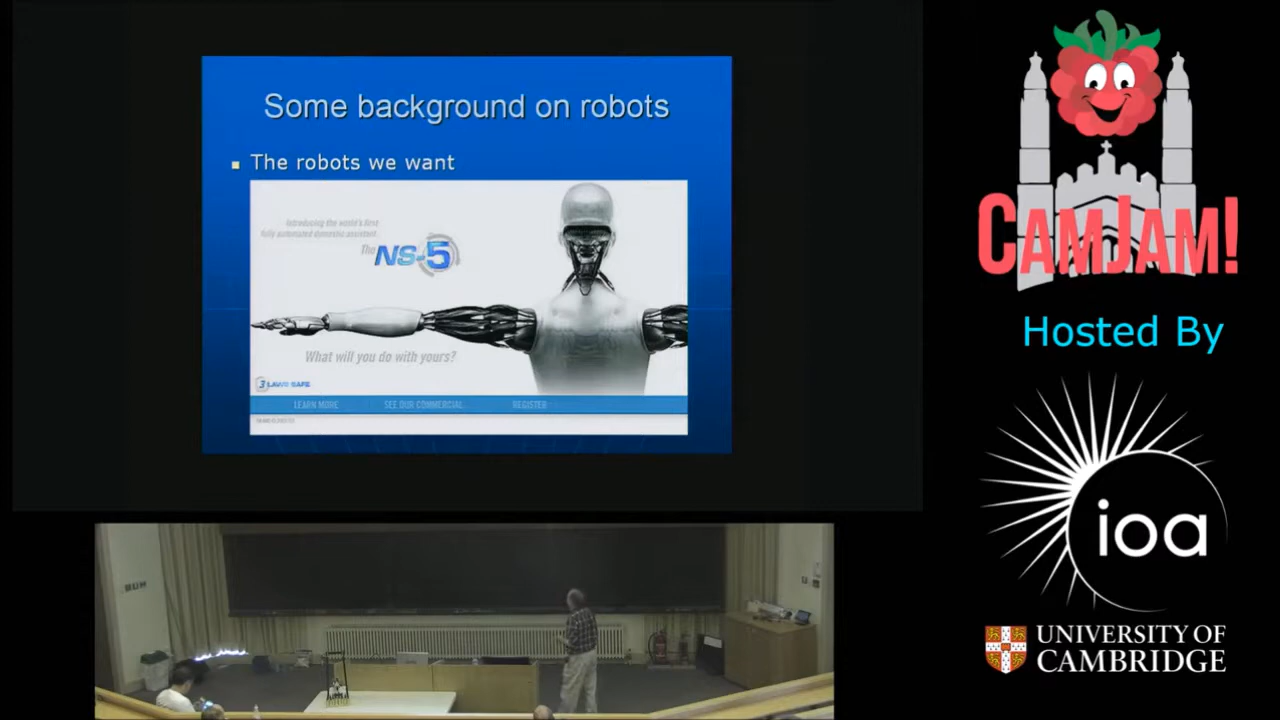 Some background on robots
The robots we want
Introducing the world's first
fully automated domestic assistant.
The NS-5
What will you do with yours?
3 LAWS SAFE
LEARN MORE
SEE OUR COMMERCIAL
REGISTER
CAMJAM!
Hosted By
ioa
UNIVERSITY OF
CAMBRIDGE